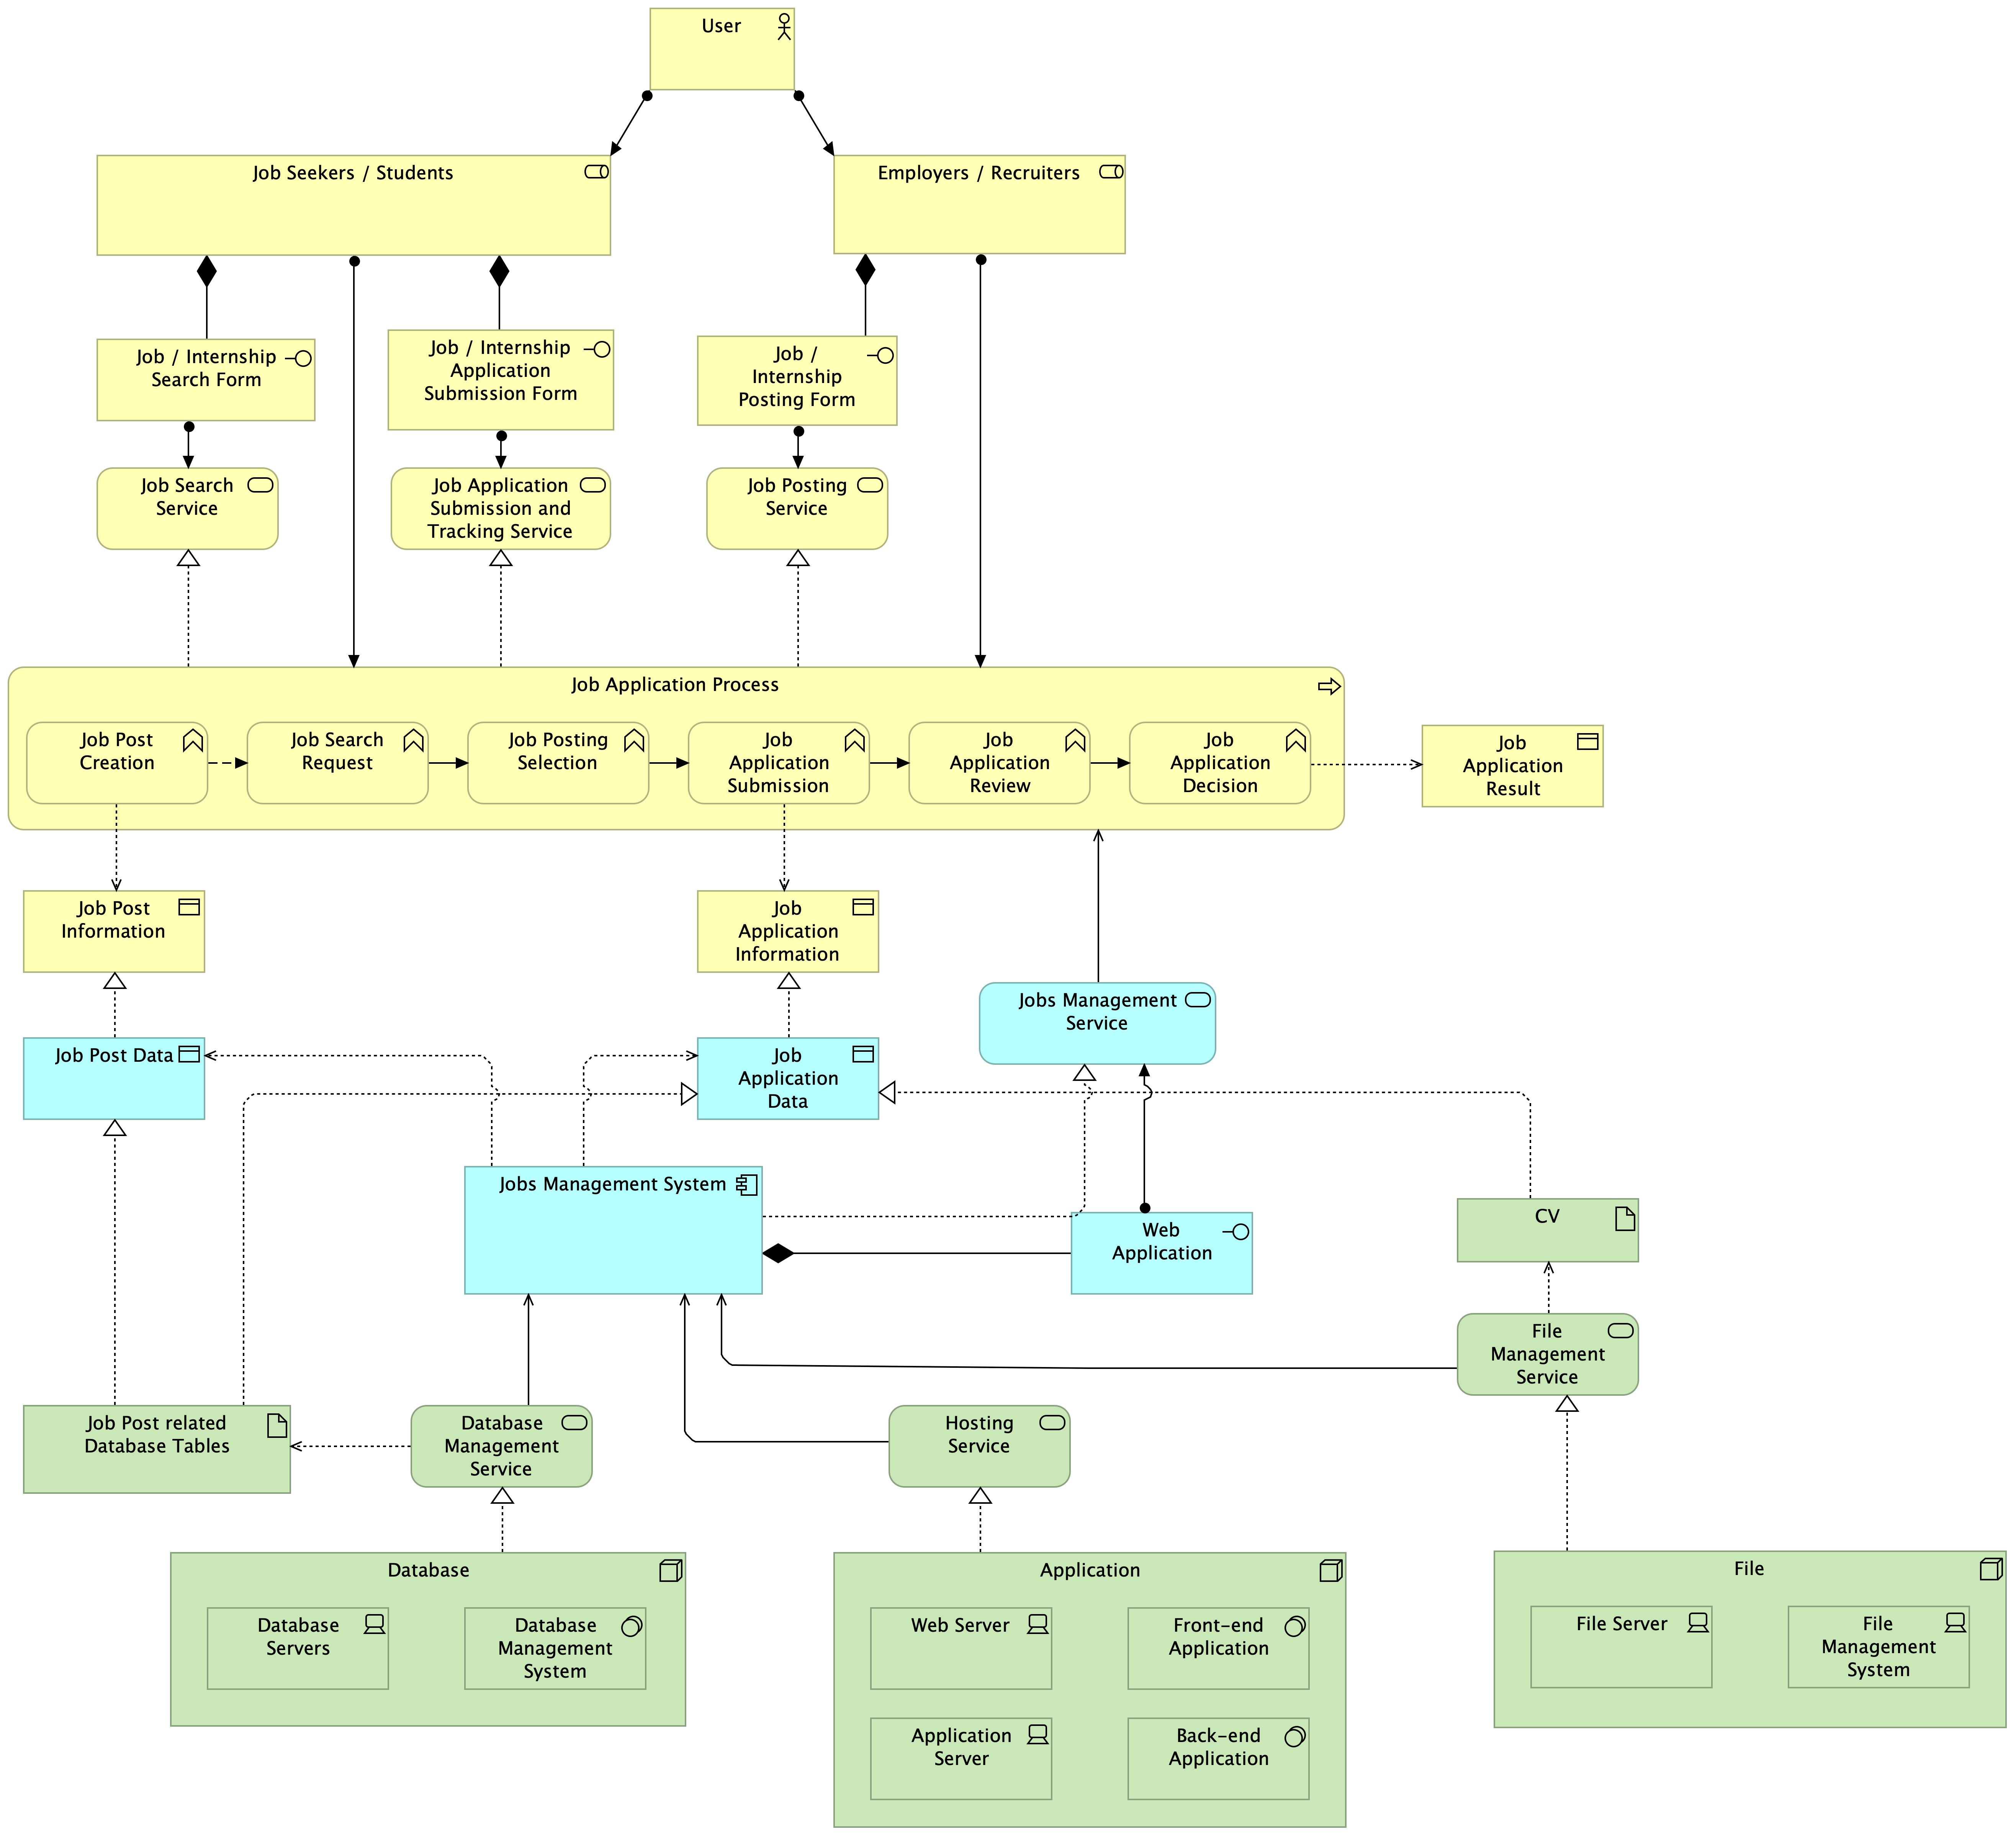 User
Job Seekers / Students
Employers / Recruiters
Job / Internship
Search Form
Job / Internship
Application
Submission Form
Job /
Internship
Posting Form
Job Search
Service
Job Application
Submission and
Tracking Service
Job Posting
Service
Job Application Process
Job Post
Creation
Job Search
Request
Job Posting
Selection
Job
Application
Submission
Job
Application
Review
Job
Application
Decision
Job
Application
Result
Job Post
Information
Job
Application
Information
Jobs Management
Service
Job Post Data
Job
Application
Data
Jobs Management System
Web
Application
CV
File
Management
Service
Job Post related
Database Tables
Database
Management
Service
Hosting
Service
Database
Database
Servers
Database
Management
System
Application
Web Server
Front-end
Application
Application
Server
Back-end
Application
File
File Server
File
Management
System